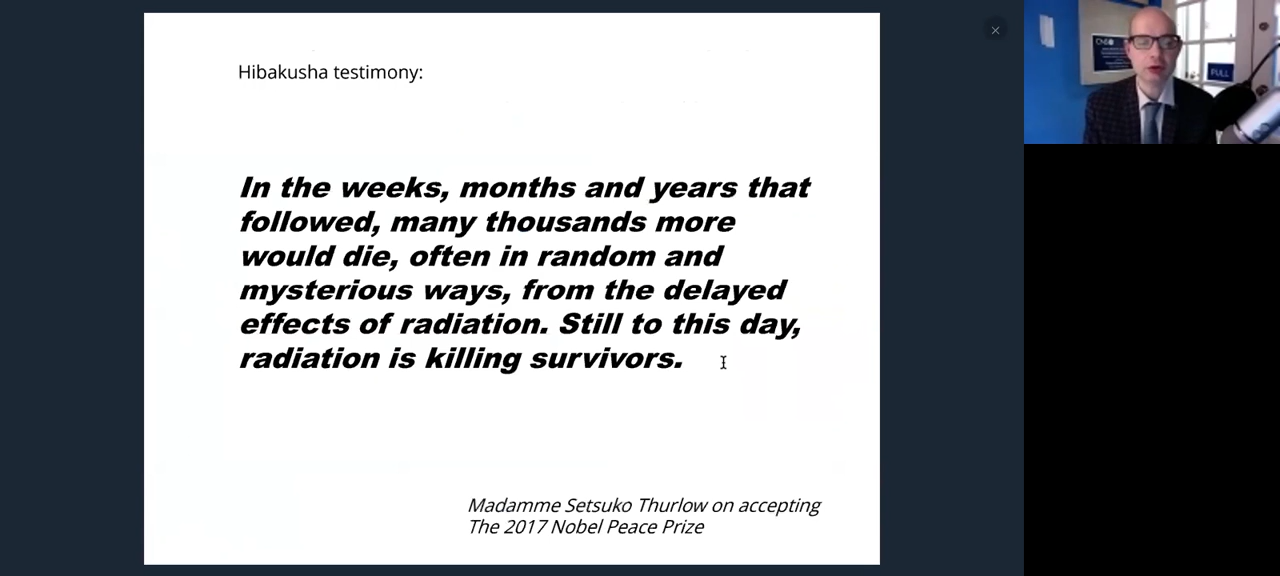 Hibakusha testimony:
In the weeks, months and years that
followed, many thousands more
would die, often in random and
mysterious ways, from the delayed
effects of radiation. Still to this day,
radiation is killing survivors.
Madamme Setsuko Thurlow on accepting
The 2017 Nobel Peace Prize
PULL